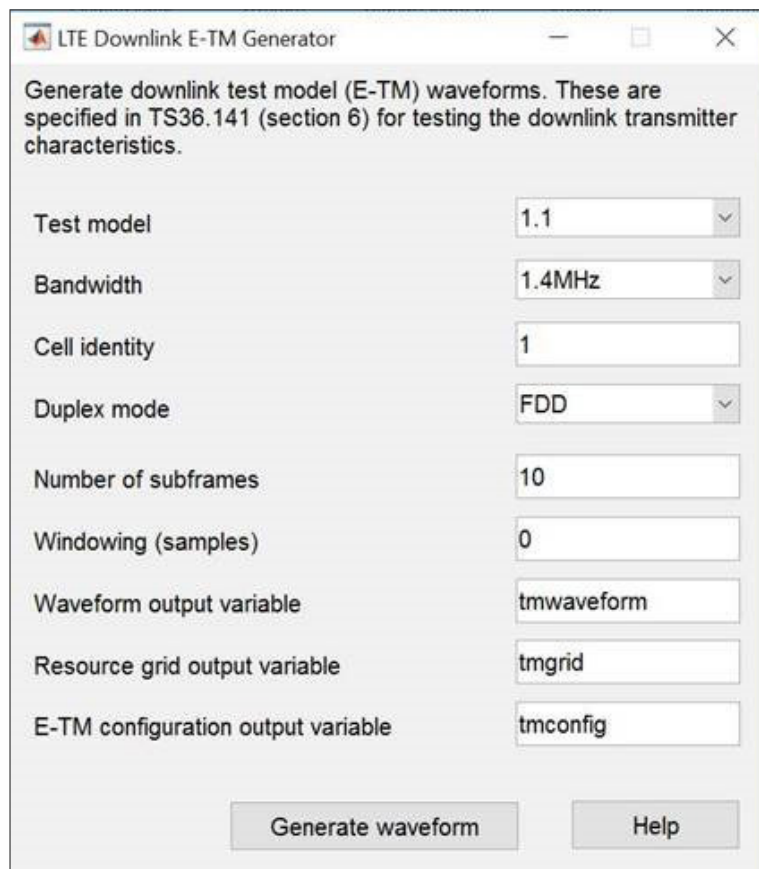 LTE Downlink E-TM Generator
Generate downlink test model (E-TM) waveforms. These are
specified in TS36.141 (section 6) for testing the downlink transmitter
characteristics.
Test model 1.1
Bandwidth 1.4MHz
Cell identity 1
Duplex mode FDD
Number of subframes 10
Windowing (samples) 0
Waveform output variable tmwaveform
Resource grid output variable tmgrid
E-TM configuration output variable tmconfig
Generate waveform Help